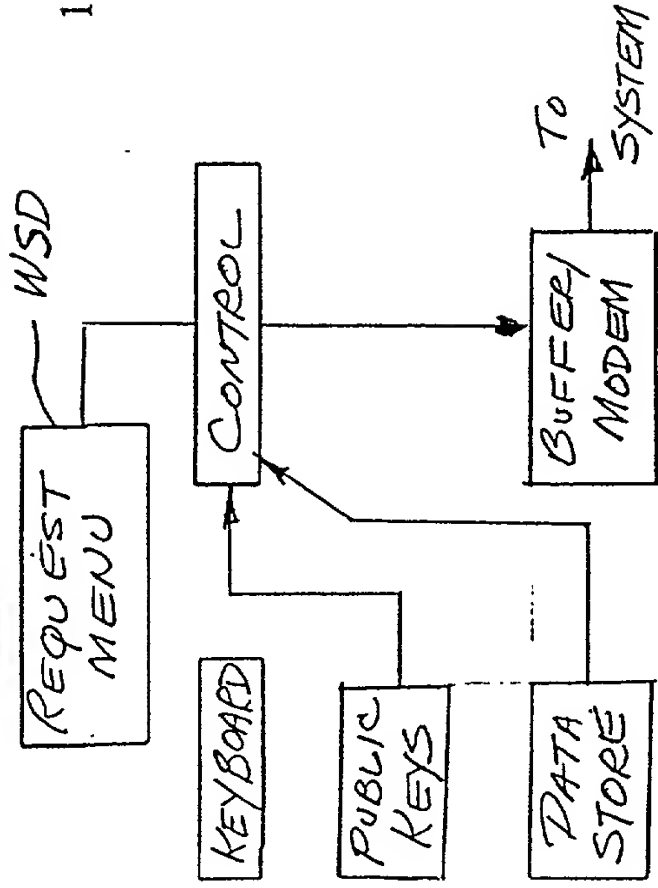 1
WSD
REQUEST
MENU
KEYBOARD
CONTROL
PUBLIC
KEYS
DATA
STORE
BUFFER/
MODEM
TO
SYSTEM